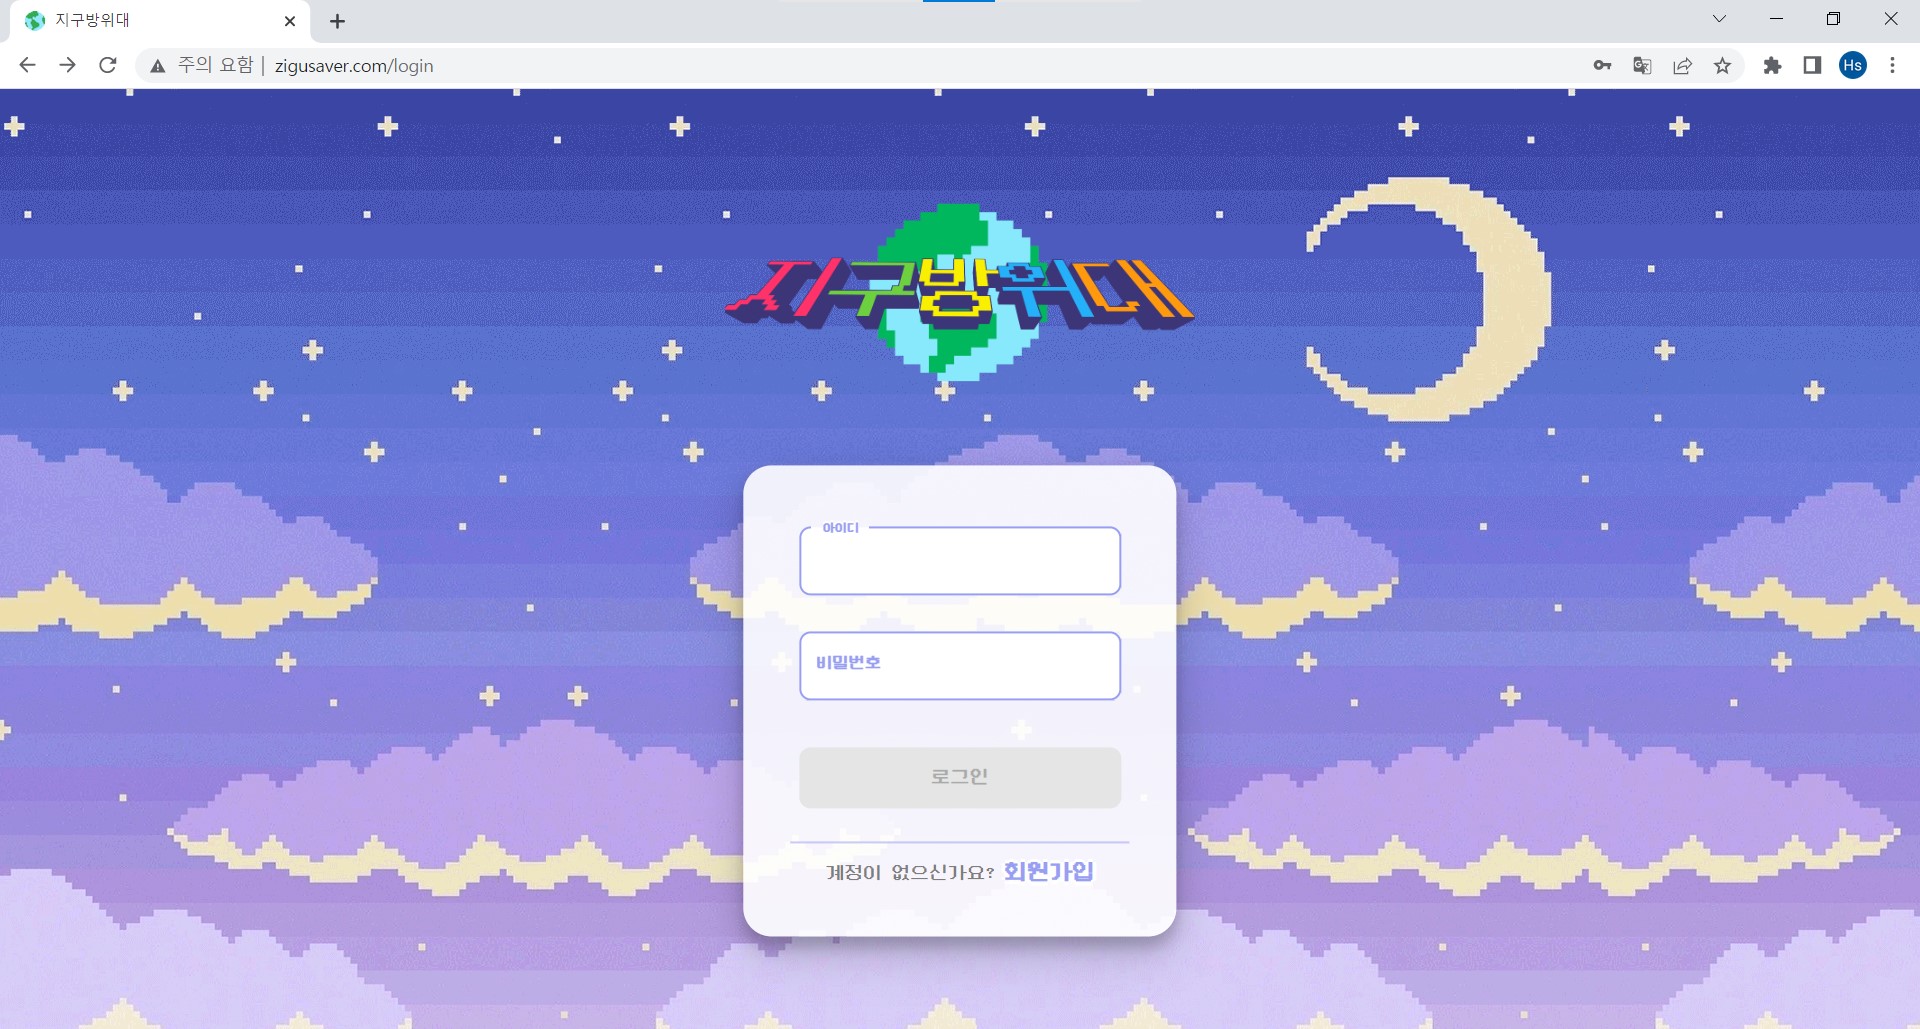 지구방위대
주의 요함 | zigusaver.com/login
Hs
지구방위대
아이디
비밀번호
로그인
계정이 없으신가요? 회원가입